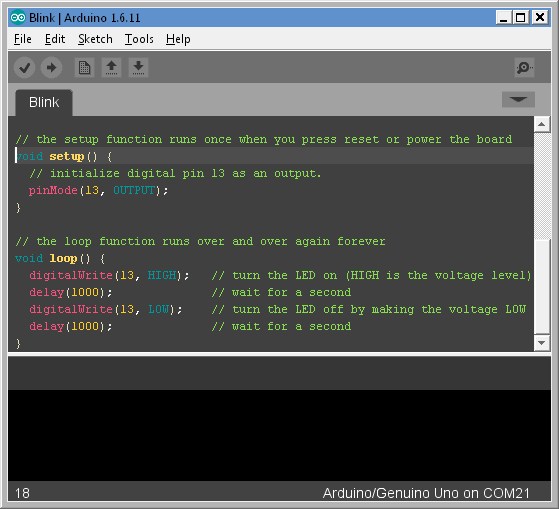 Blink | Arduino 1.6.11
File Edit Sketch Tools Help
Blink
// the setup function runs once when you press reset or power the board
void setup() {
  // initialize digital pin 13 as an output.
  pinMode(13, OUTPUT);
}
// the loop function runs over and over again forever
void loop() {
  digitalWrite(13, HIGH);   // turn the LED on (HIGH is the voltage level)
  delay(1000);              // wait for a second
  digitalWrite(13, LOW);    // turn the LED off by making the voltage LOW
  delay(1000);              // wait for a second
}
18 Arduino/Genuino Uno on COM21